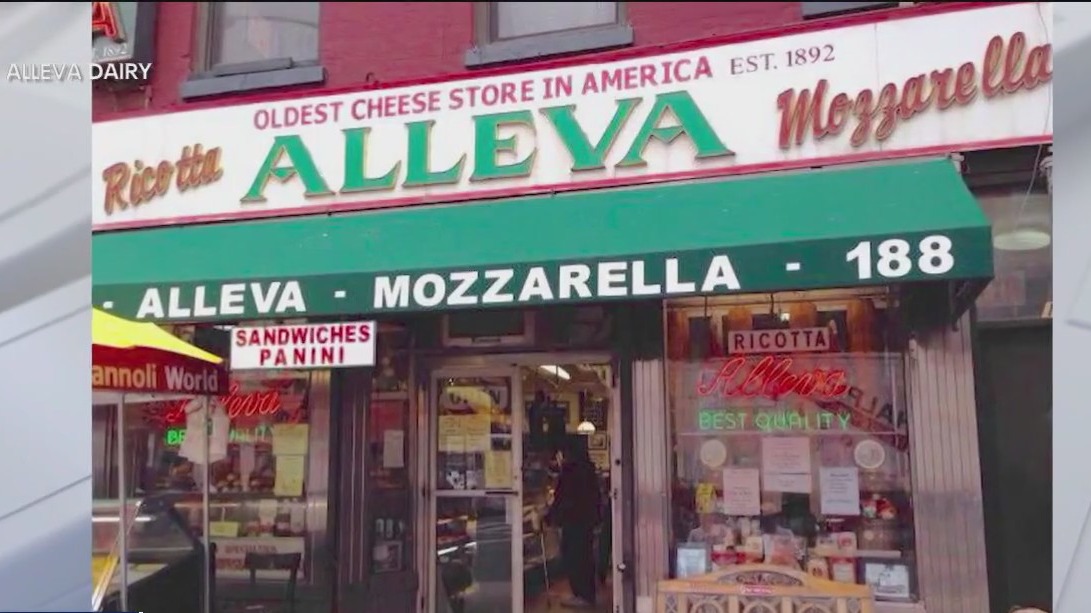 ALLEVA DAIRY
OLDEST CHEESE STORE IN AMERICA EST. 1892
Ricotta ALLEVA Mozzarella
- ALLEVA - MOZZARELLA - 188
SANDWICHES
PANINI
annoli World
RICOTTA
Alleva
BEST QUALITY